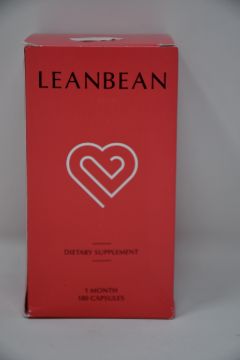 LEANBEAN
DIETARY SUPPLEMENT
1 MONTH
180 CAPSULES